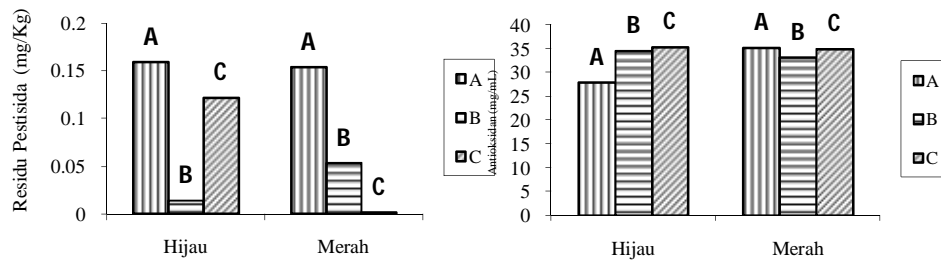 Residu Pestisida (mg/Kg)
0.2
0.15
0.1
0.05
0
A
B
C
A
B
C
Hijau
Merah
A
B
C
Antioksidan (mg/mL)
40
35
30
25
20
15
10
5
0
A
B
C
A
B
C
Hijau
Merah
A
B
C